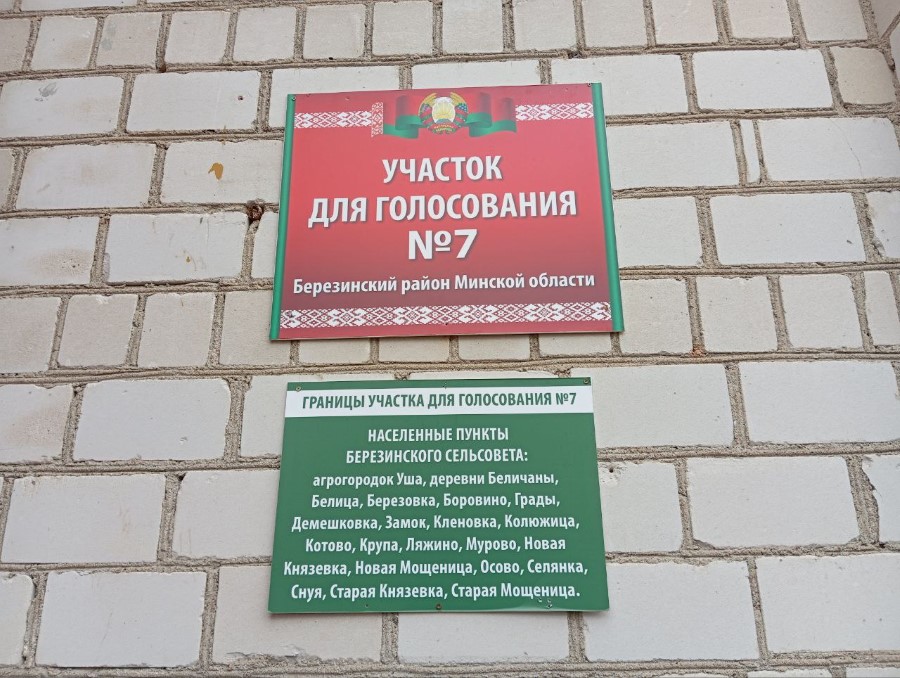 УЧАСТОК
ДЛЯ ГОЛОСОВАНИЯ
№7
Березинский район Минской области
ГРАНИЦЫ УЧАСТКА ДЛЯ ГОЛОСОВАНИЯ №7
НАСЕЛЕННЫЕ ПУНКТЫ
БЕРЕЗИНСКОГО СЕЛЬСОВЕТА:
агрогородок Уша, деревни Беличаны,
Белица, Березовка, Боровино, Грады,
Демешковка, Замок, Кленовка, Колюжица,
Котово, Крупа, Ляжино, Мурово, Новая
Князевка, Новая Мощеница, Осово, Селянка,
Снуя, Старая Князевка, Старая Мощеница.